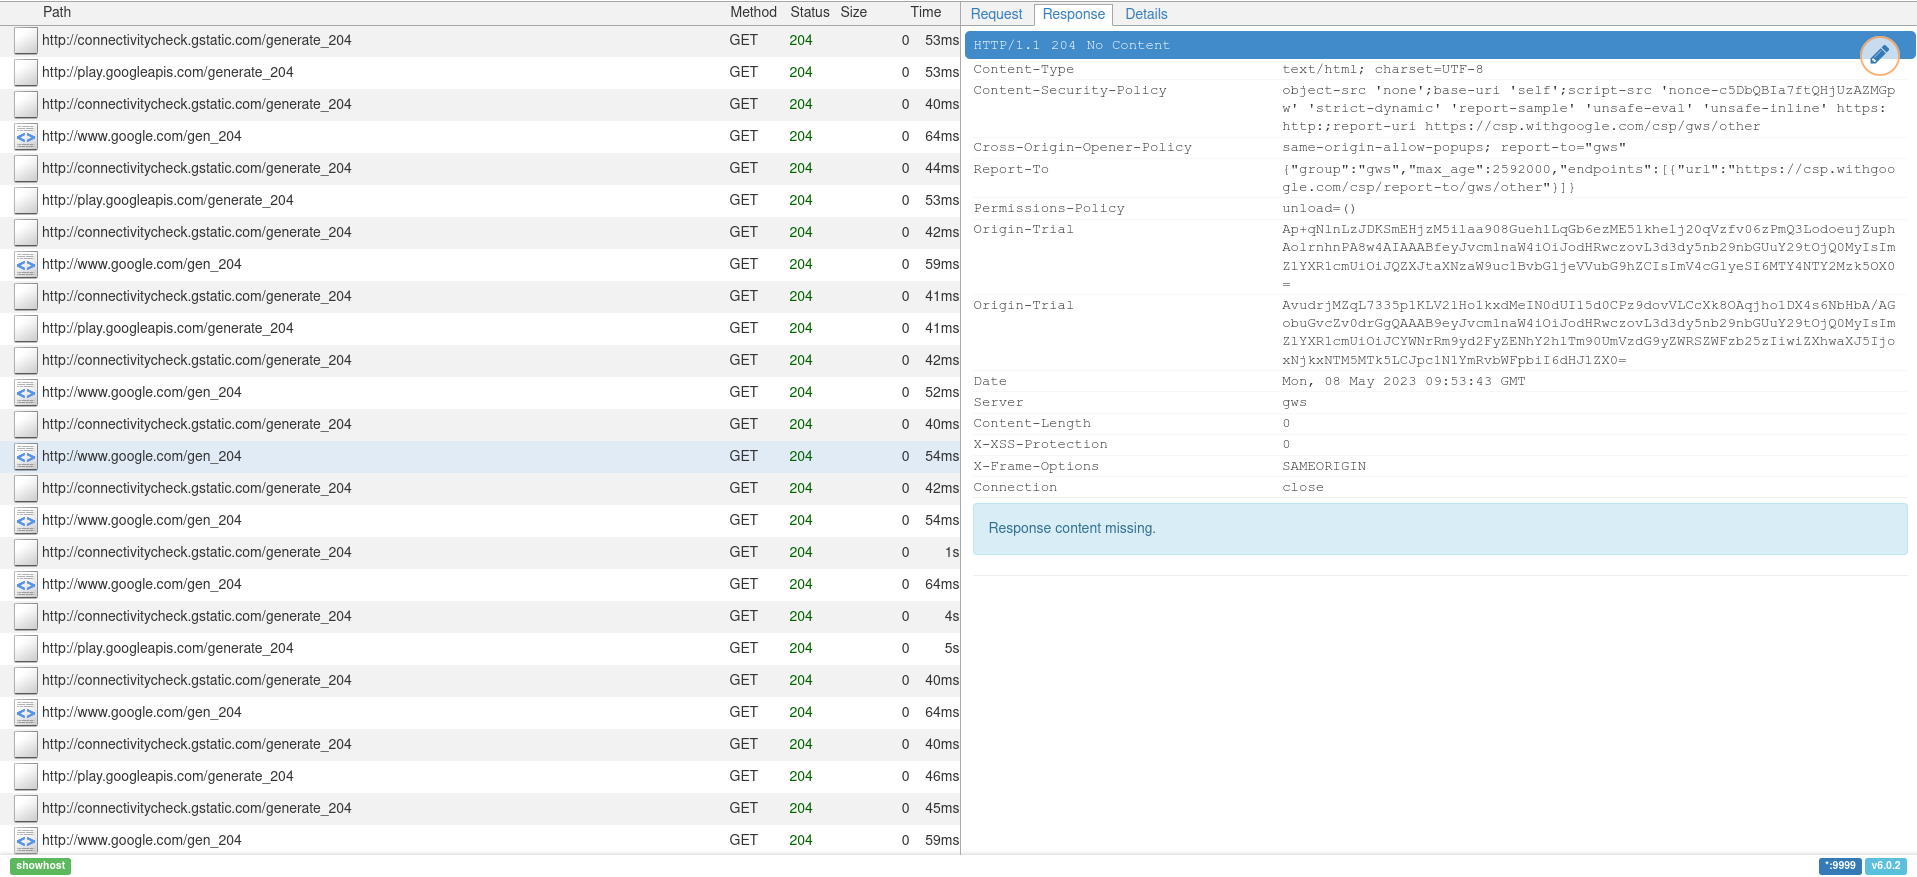 Path Method Status Size Time
http://connectivitycheck.gstatic.com/generate_204 GET 204 0 53ms
http://play.googleapis.com/generate_204 GET 204 0 53ms
http://connectivitycheck.gstatic.com/generate_204 GET 204 0 40ms
http://www.google.com/gen_204 GET 204 0 64ms
http://connectivitycheck.gstatic.com/generate_204 GET 204 0 44ms
http://play.googleapis.com/generate_204 GET 204 0 53ms
http://connectivitycheck.gstatic.com/generate_204 GET 204 0 42ms
http://www.google.com/gen_204 GET 204 0 59ms
http://connectivitycheck.gstatic.com/generate_204 GET 204 0 41ms
http://play.googleapis.com/generate_204 GET 204 0 41ms
http://connectivitycheck.gstatic.com/generate_204 GET 204 0 42ms
http://www.google.com/gen_204 GET 204 0 52ms
http://connectivitycheck.gstatic.com/generate_204 GET 204 0 40ms
http://www.google.com/gen_204 GET 204 0 54ms
http://connectivitycheck.gstatic.com/generate_204 GET 204 0 42ms
http://www.google.com/gen_204 GET 204 0 54ms
http://connectivitycheck.gstatic.com/generate_204 GET 204 0 1s
http://www.google.com/gen_204 GET 204 0 64ms
http://connectivitycheck.gstatic.com/generate_204 GET 204 0 4s
http://play.googleapis.com/generate_204 GET 204 0 5s
http://connectivitycheck.gstatic.com/generate_204 GET 204 0 40ms
http://www.google.com/gen_204 GET 204 0 64ms
http://connectivitycheck.gstatic.com/generate_204 GET 204 0 40ms
http://play.googleapis.com/generate_204 GET 204 0 46ms
http://connectivitycheck.gstatic.com/generate_204 GET 204 0 45ms
http://www.google.com/gen_204 GET 204 0 59ms
Request Response Details
HTTP/1.1 204 No Content
Content-Type text/html; charset=UTF-8
Content-Security-Policy object-src 'none';base-uri 'self';script-src 'nonce-c5DbQBIa7ftQHjUzAZMGp
w' 'strict-dynamic' 'report-sample' 'unsafe-eval' 'unsafe-inline' https:
http:;report-uri https://csp.withgoogle.com/csp/gws/other
Cross-Origin-Opener-Policy same-origin-allow-popups; report-to="gws"
Report-To {"group":"gws","max_age":2592000,"endpoints":[{"url":"https://csp.withgoo
gle.com/csp/report-to/gws/other"}]}
Permissions-Policy unload=()
Origin-Trial Ap+qNlnLzJDKSmEHjzM5ilaa908GuehlLqGb6ezME5lkhelj20qVzfv06zPmQ3LodoeujZuph
AolrnhnPA8w4AIAAABfeyJvcmlnaW4iOiJodHRwczovL3d3dy5nb29nbGUuY29tOjQ0MyIsIm
ZlYXR1cmUiOiJQZXJtaXNzaW9uc1BvbGljeVVubG9hZCIsImV4cGlyeSI6MTY4NTY2Mzk5OX0
=
Origin-Trial AvudrjMZqL7335p1KLV2lHo1kxdMeIN0dUI15d0CPz9dovVLCcXk8OAqjho1DX4s6NbHbA/AG
obuGvcZv0drGgQAAAB9eyJvcmlnaW4iOiJodHRwczovL3d3dy5nb29nbGUuY29tOjQ0MyIsIm
ZlYXR1cmUiOiJCYWNrRm9yd2FyZENhY2hlTm90UmVzdG9yZWRSZWFzb25zIiwiZXhwaXJ5Ijo
xNjkxNTM5MTk5LCJpc1N1YmRvbWFpbiI6dHJ1ZX0=
Date Mon, 08 May 2023 09:53:43 GMT
Server gws
Content-Length 0
X-XSS-Protection 0
X-Frame-Options SAMEORIGIN
Connection close
Response content missing.
showhost *:9999 v6.0.2